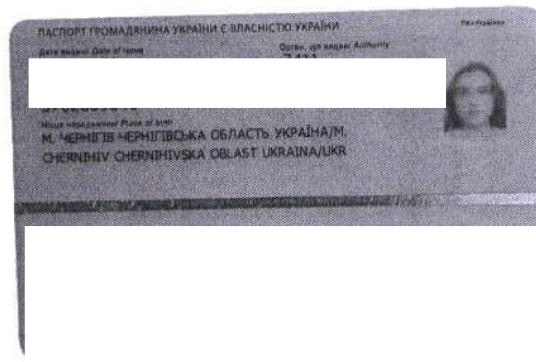 ПАСПОРТ ГРОМАДЯНИНА УКРАЇНИ Є ВЛАСНІСТЮ УКРАЇНИ
Дата видачі/ Date of issue Орган, що видав/ Authority
Місце народження/ Place of birth
М. ЧЕРНІГІВ ЧЕРНІГІВСЬКА ОБЛАСТЬ УКРАЇНА/M.
CHERNIHIV CHERNIHIVSKA OBLAST UKRAINA/UKR